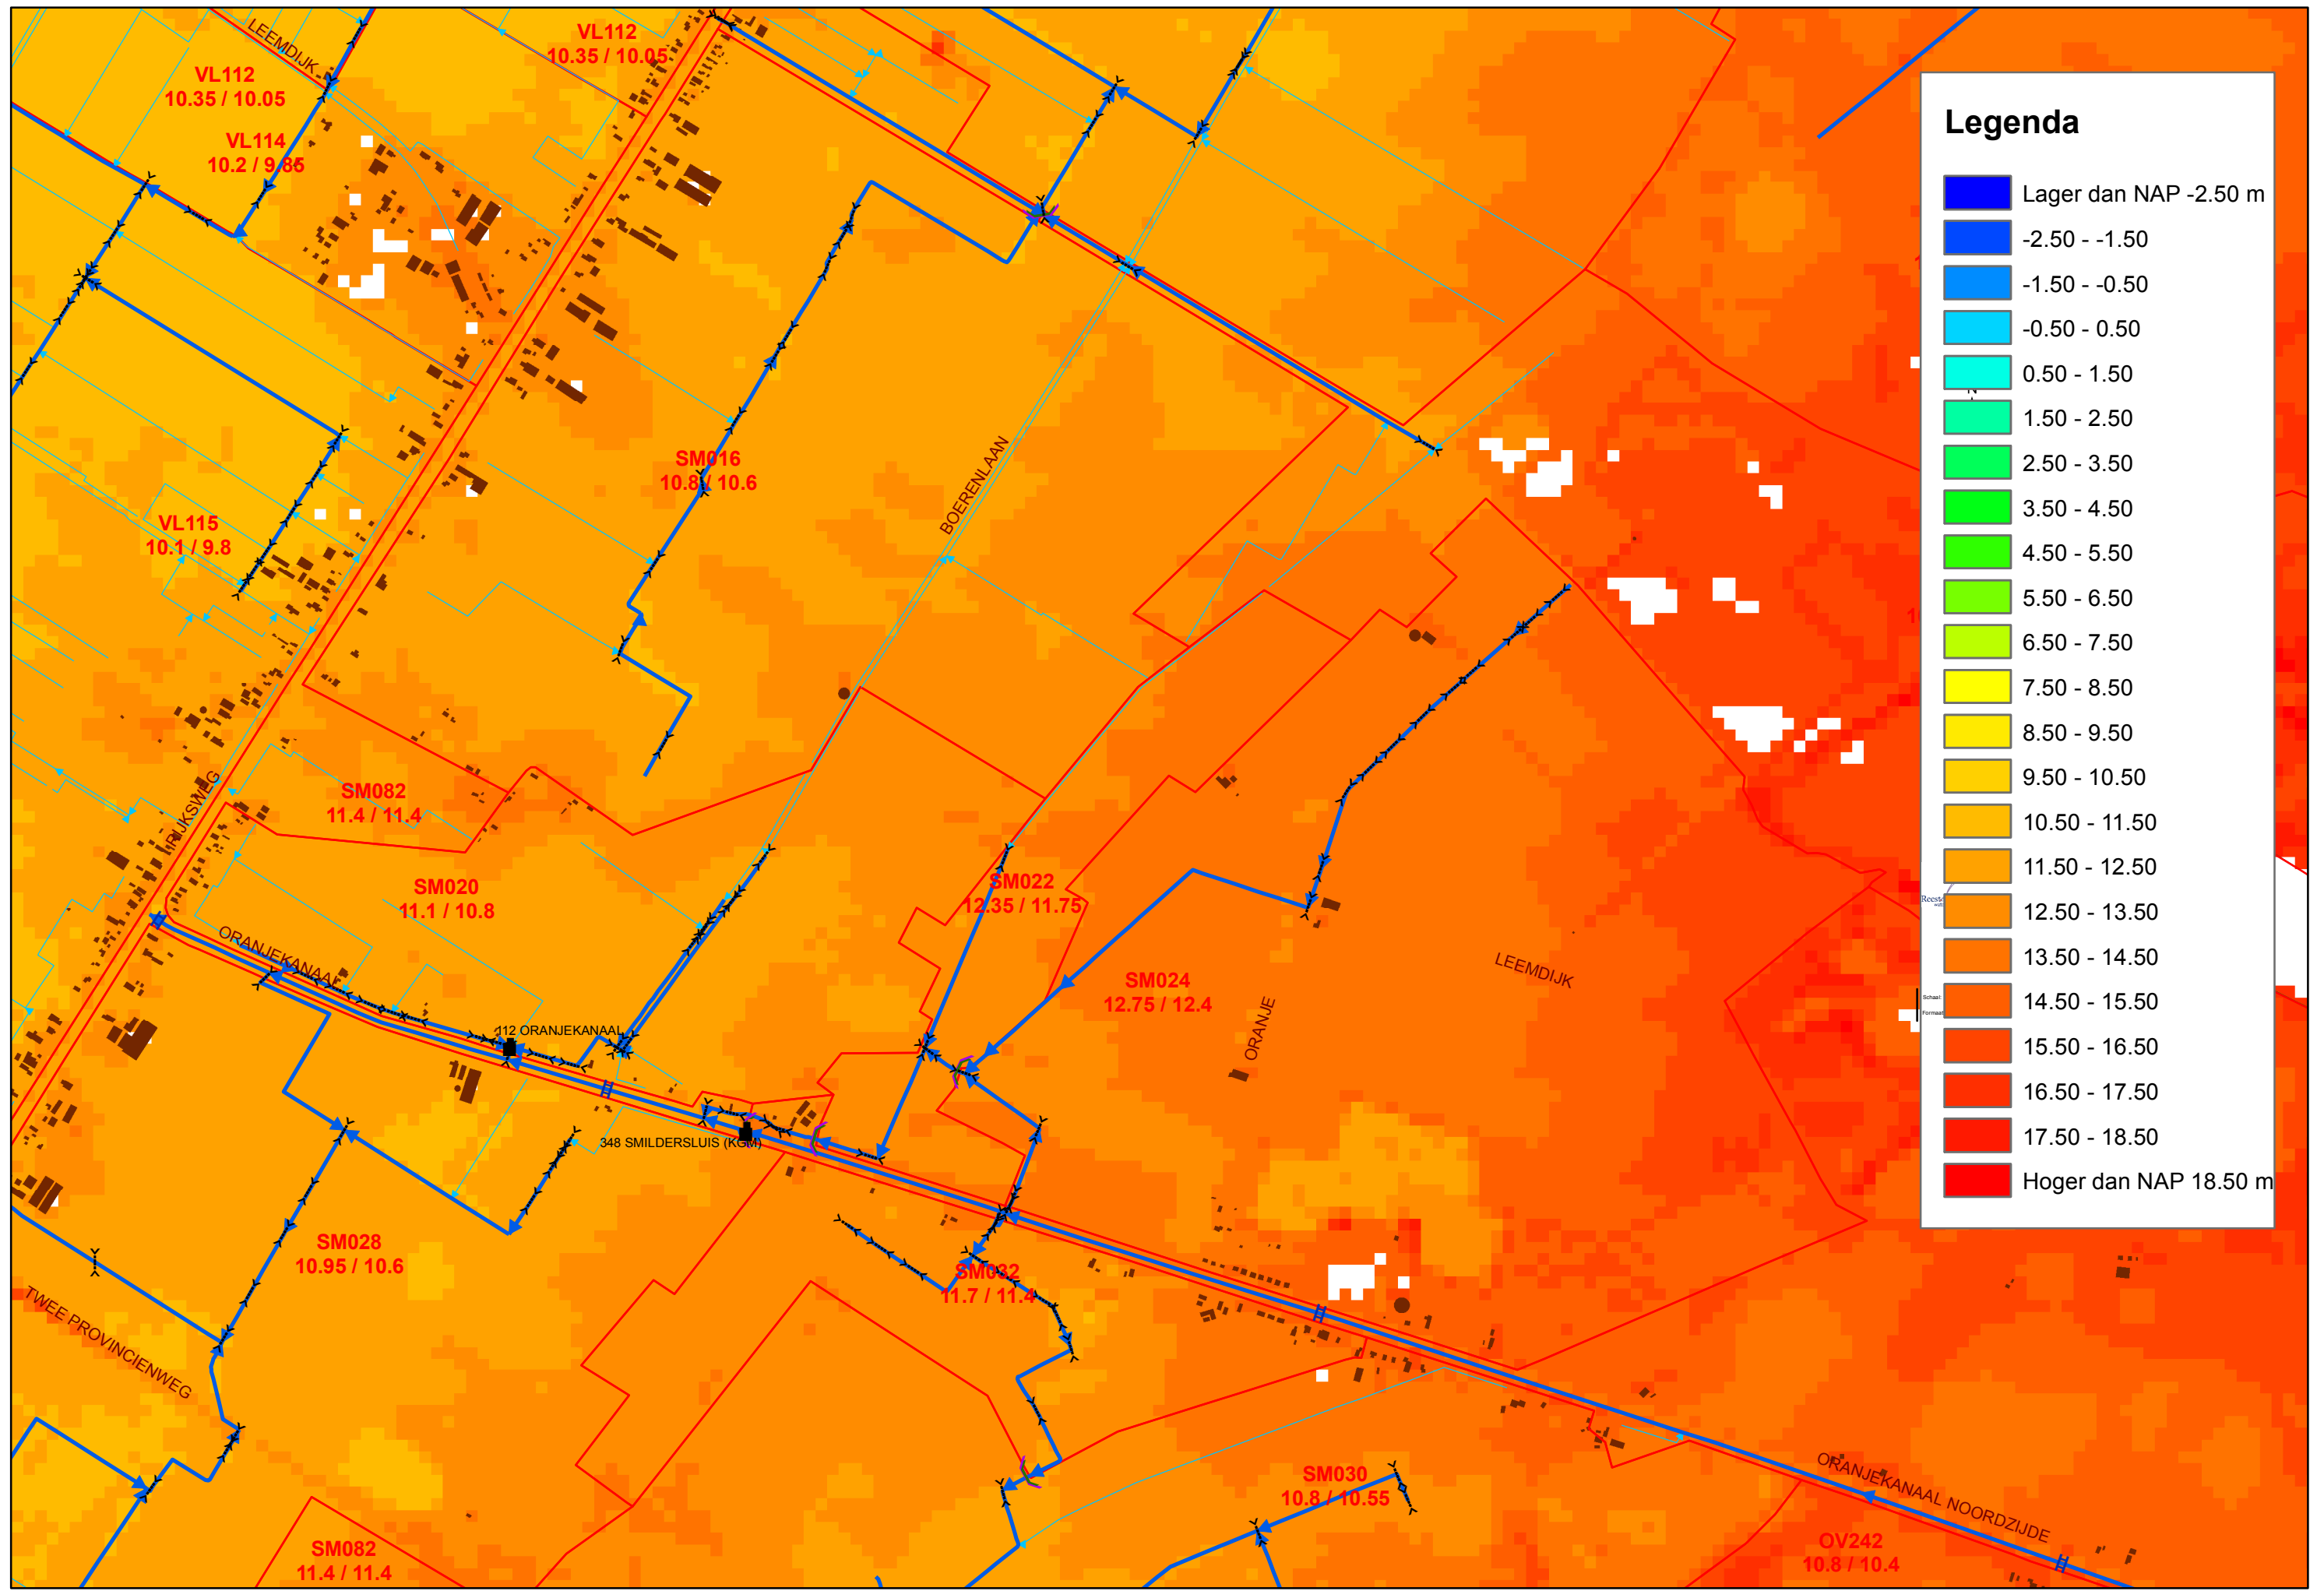 LEEMDIJK
VL112
10.35 / 10.05
VL112
10.35 / 10.05
VL114
10.2 / 9.85
SM016
10.8 / 10.6
BOERENLAAN
VL115
10.1 / 9.8
RIJKSWEG
SM082
11.4 / 11.4
SM020
11.1 / 10.8
SM022
12.35 / 11.75
ORANJEKANAAL
SM024
12.75 / 12.4
LEEMDIJK
ORANJE
112 ORANJEKANAAL
348 SMILDERSLUIS (KGM)
SM028
10.95 / 10.6
SM032
11.7 / 11.4
TWEE PROVINCIENWEG
SM030
10.8 / 10.55
ORANJEKANAAL NOORDZIJDE
SM082
11.4 / 11.4
OV242
10.8 / 10.4
Legenda
Lager dan NAP -2.50 m
-2.50 - -1.50
-1.50 - -0.50
-0.50 - 0.50
0.50 - 1.50
1.50 - 2.50
2.50 - 3.50
3.50 - 4.50
4.50 - 5.50
5.50 - 6.50
6.50 - 7.50
7.50 - 8.50
8.50 - 9.50
9.50 - 10.50
10.50 - 11.50
11.50 - 12.50
12.50 - 13.50
13.50 - 14.50
14.50 - 15.50
15.50 - 16.50
16.50 - 17.50
17.50 - 18.50
Hoger dan NAP 18.50 m
Schaal:
Formaat: